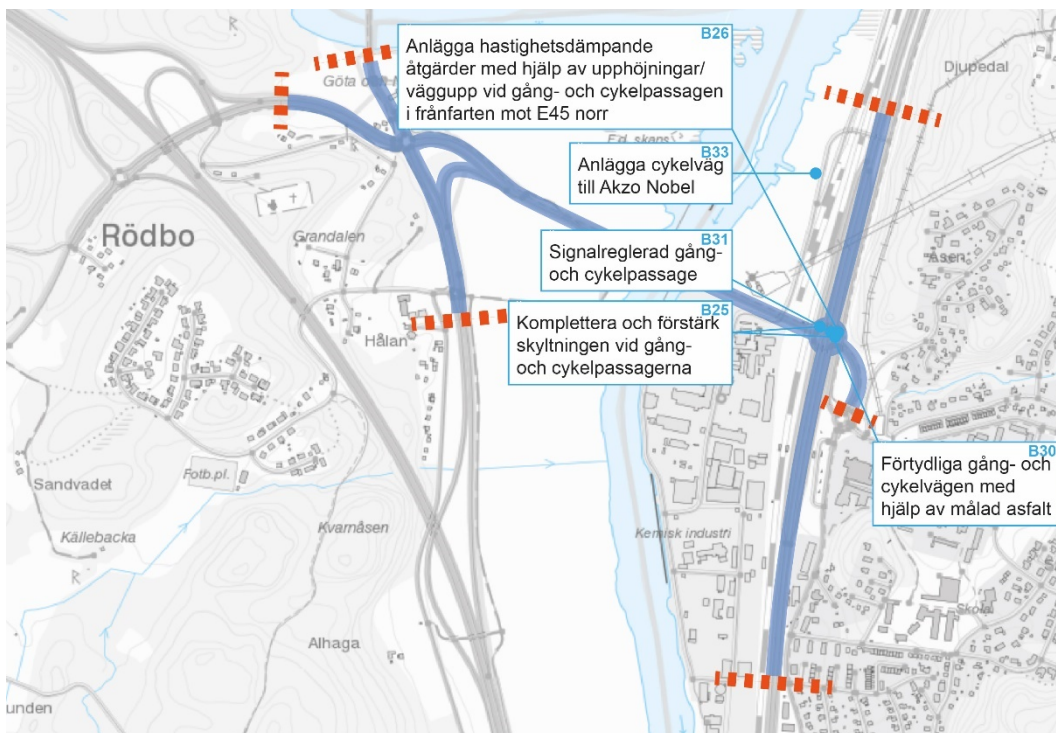 B26
Anlägga hastighetsdämpande
åtgärder med hjälp av upphöjningar/
väggupp vid gång- och cykelpassagen
i frånfarten mot E45 norr
Djupedal
B33
Anlägga cykelväg
till Akzo Nobel
Rödbo
Grandalen
B31
Signalreglerad gång-
och cykelpassage
Åsen
B25
Komplettera och förstärk
skyltningen vid gång-
och cykelpassagerna
Hålan
B30
Förtydliga gång- och
cykelvägen med
hjälp av målad asfalt
Fotb.pl.
Sandvadet
Källebacka
Kvarnåsen
Kemisk industri
Skola
Alhaga
unden